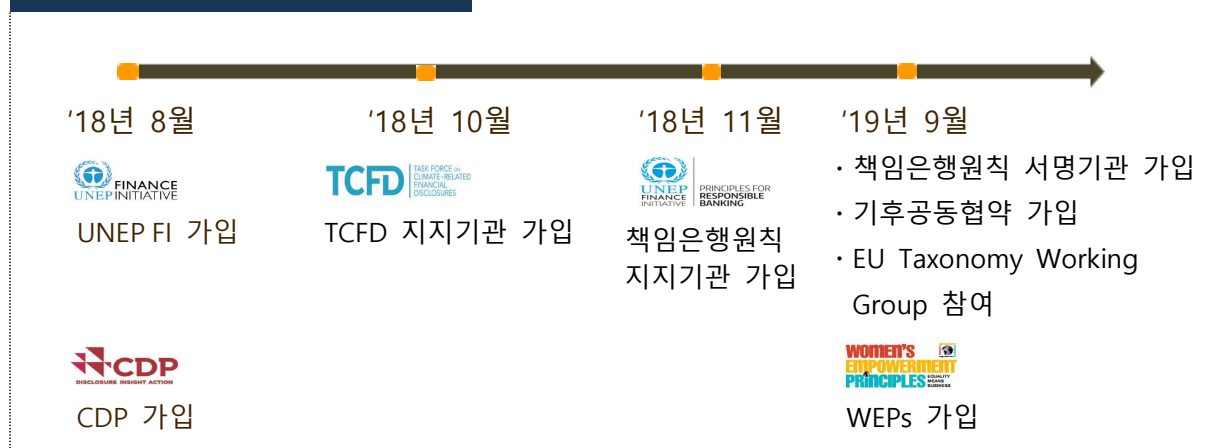 '18년 8월
'18년 10월
'18년 11월
'19년 9월
UNEP
FINANCE
INITIATIVE
UNEP FI 가입
TCFD
TASK FORCE ON
CLIMATE-RELATED
FINANCIAL
DISCLOSURES
TCFD 지지기관 가입
UNEP
FINANCE
INITIATIVE
PRINCIPLES FOR
RESPONSIBLE
BANKING
책임은행원칙
지지기관 가입
· 책임은행원칙 서명기관 가입
· 기후공동협약 가입
· EU Taxonomy Working
Group 참여
CDP
DISCLOSURE INSIGHT ACTION
CDP 가입
WOMEN'S
EMPOWERMENT
PRINCIPLES
EQUALITY
MEANS
BUSINESS
WEPs 가입